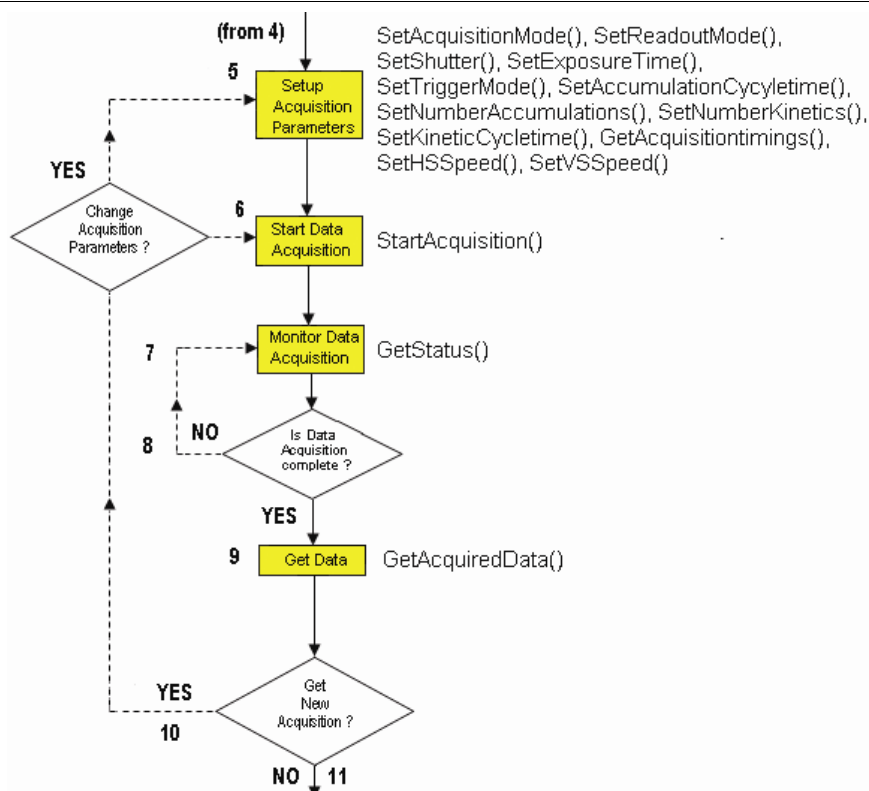 (from 4)
SetAcquisitionMode(), SetReadoutMode(),
SetShutter(), SetExposureTime(),
SetTriggerMode(), SetAccumulationCycyletime(),
SetNumberAccumulations(), SetNumberKinetics(),
SetKineticCycletime(), GetAcquisitiontimings(),
SetHSSpeed(), SetVSSpeed()
5
Setup
Acquisition
Parameters
YES
Change
Acquisition
Parameters ?
6
Start Data
Acquisition
StartAcquisition()
7
Monitor Data
Acquisition
GetStatus()
8
NO
Is Data
Acquisition
complete ?
YES
9
Get Data
GetAcquiredData()
YES
10
Get
New
Acquisition ?
NO
11